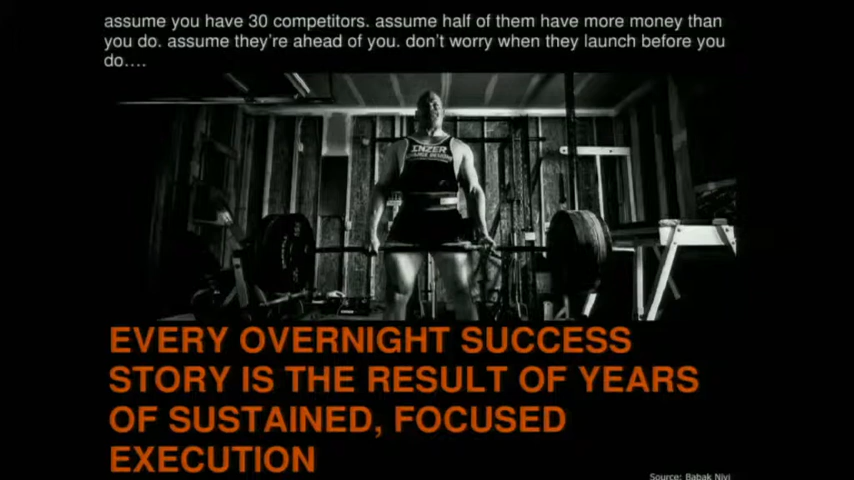 assume you have 30 competitors. assume half of them have more money than
you do. assume they're ahead of you. don't worry when they launch before you
do....
INZER
EVERY OVERNIGHT SUCCESS
STORY IS THE RESULT OF YEARS
OF SUSTAINED, FOCUSED
EXECUTION
Source: Babak Nivi